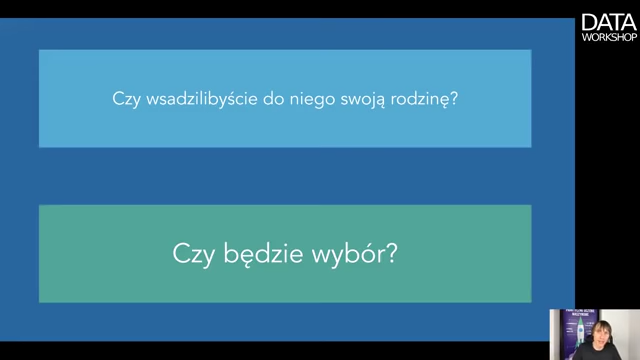 DATA
WORKSHOP
Czy wsadzilibyście do niego swoją rodzinę?
Czy będzie wybór?